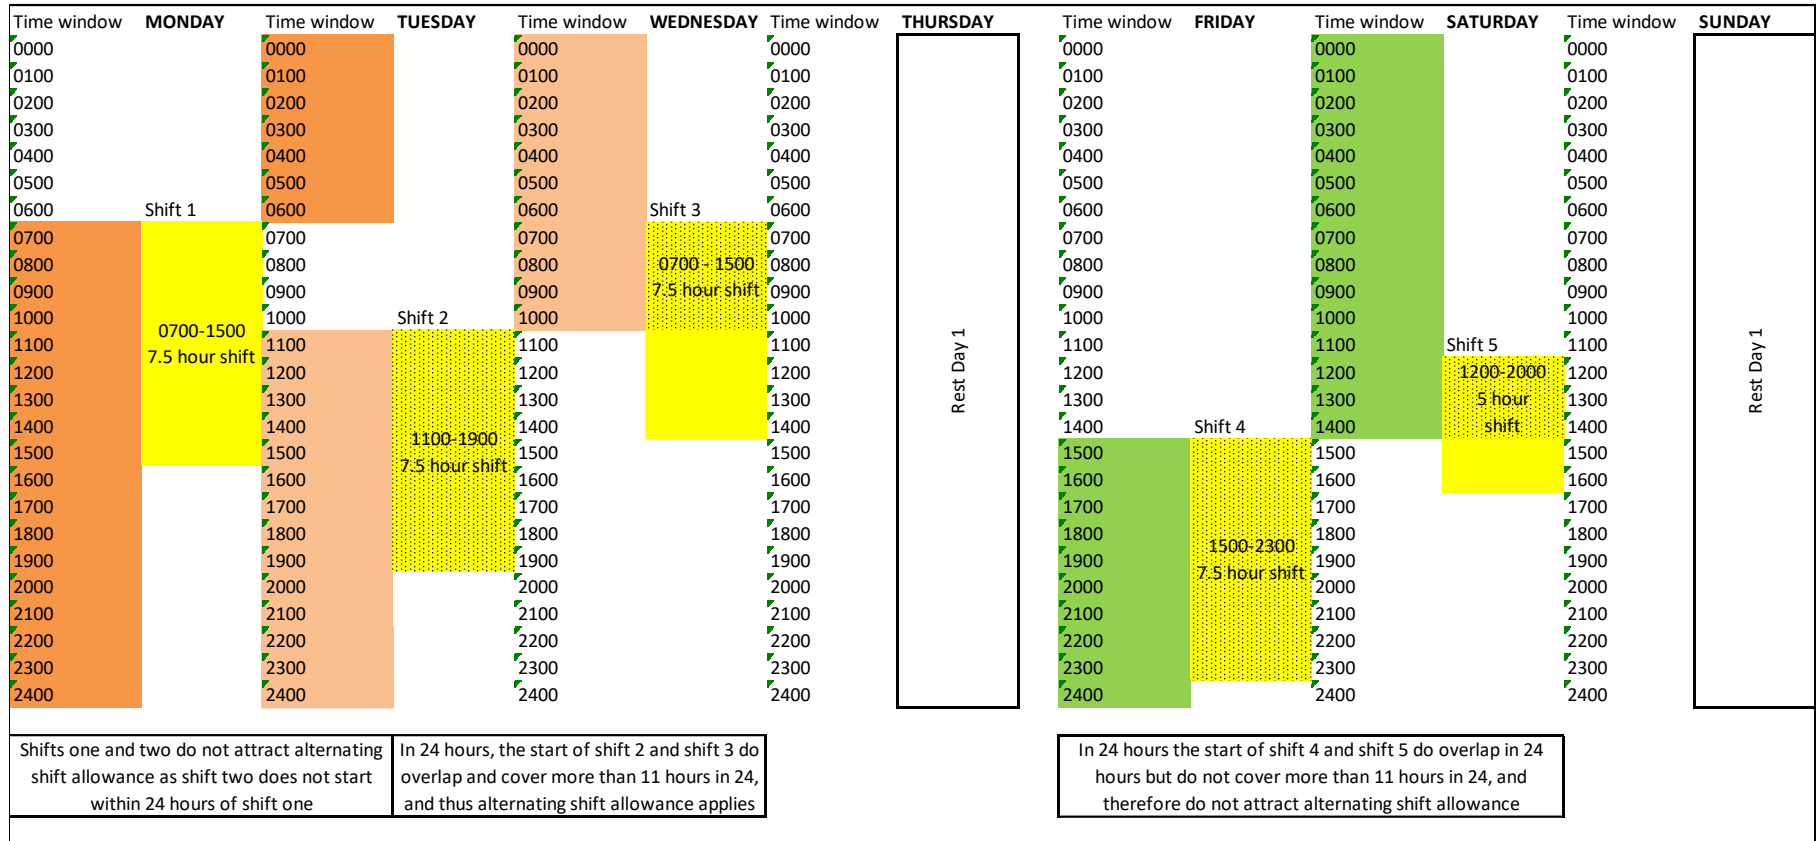 Time window MONDAY Time window TUESDAY Time window WEDNESDAY Time window THURSDAY Time window FRIDAY Time window SATURDAY Time window SUNDAY
0000 0000 0000 0000 0000 0000 0000
0100 0100 0100 0100 0100 0100 0100
0200 0200 0200 0200 0200 0200 0200
0300 0300 0300 0300 0300 0300 0300
0400 0400 0400 0400 0400 0400 0400
0500 0500 0500 0500 0500 0500 0500
0600 Shift 1 0600 0600 Shift 3 0600 0600 0600 0600
0700 0700 0700 0700 0700 0700 0700
0800 0800 0800 0700 - 1500 0800 0800 0800 0800
0900 0900 0900 7.5 hour shift 0900 0900 0900 0900
1000 1000 Shift 2 1000 1000 1000 1000 1000
0700-1500
1100 1100 1100 1100 1100 1100 Shift 5 1100
7.5 hour shift
1200 1200 1200 1200 1200 1200 1200-2000 1200
1300 1300 1300 1300 Rest Day 1 1300 1300 5 hour 1300 Rest Day 1
1400 1400 1400 1400 1400 Shift 4 1400 shift 1400
1100-1900
1500 1500 1500 1500 1500 1500 1500
7.5 hour shift
1600 1600 1600 1600 1600 1600 1600
1700 1700 1700 1700 1700 1700 1700
1800 1800 1800 1800 1800 1800 1800
1500-2300
1900 1900 1900 1900 1900 1900 1900
7.5 hour shift
2000 2000 2000 2000 2000 2000 2000
2100 2100 2100 2100 2100 2100 2100
2200 2200 2200 2200 2200 2200 2200
2300 2300 2300 2300 2300 2300 2300
2400 2400 2400 2400 2400 2400 2400
Shifts one and two do not attract alternating
shift allowance as shift two does not start
within 24 hours of shift one
In 24 hours, the start of shift 2 and shift 3 do
overlap and cover more than 11 hours in 24,
and thus alternating shift allowance applies
In 24 hours the start of shift 4 and shift 5 do overlap in 24
hours but do not cover more than 11 hours in 24, and
therefore do not attract alternating shift allowance